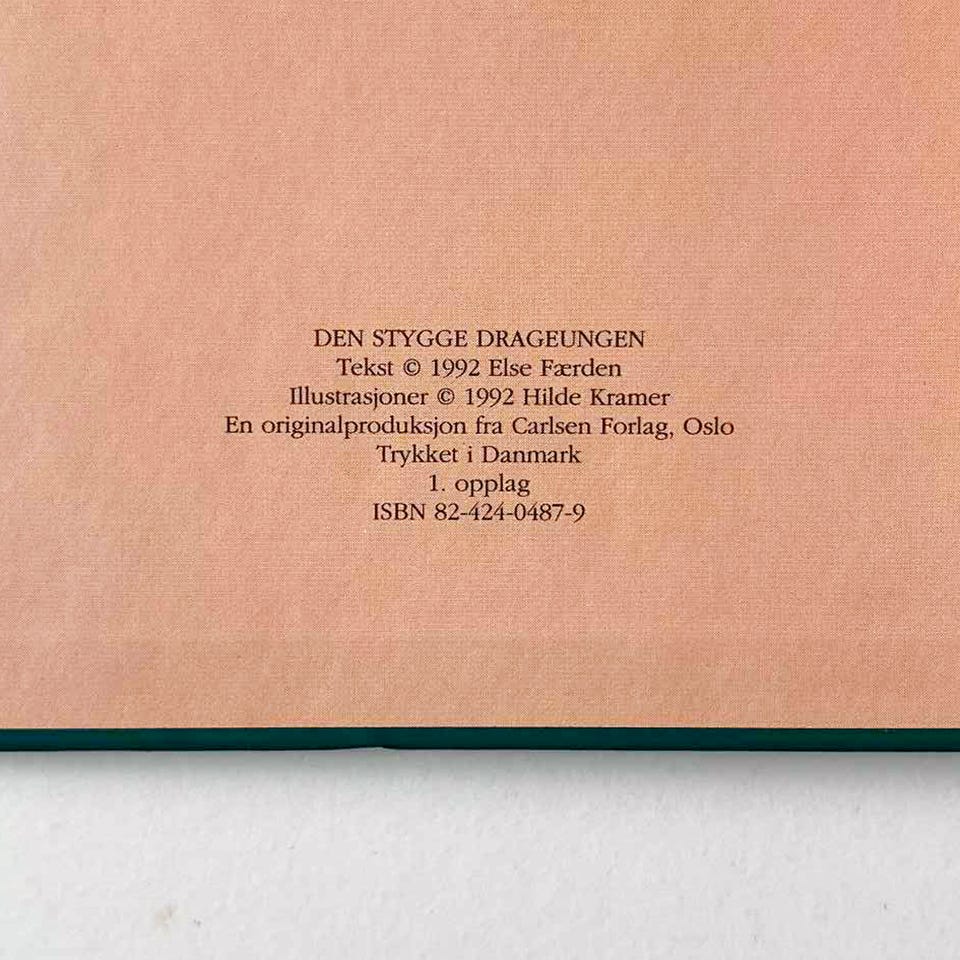 DEN STYGGE DRAGEUNGEN
Tekst © 1992 Else Færden
Illustrasjoner © 1992 Hilde Kramer
En originalproduksjon fra Carlsen Forlag, Oslo
Trykket i Danmark
1. opplag
ISBN 82-424-0487-9